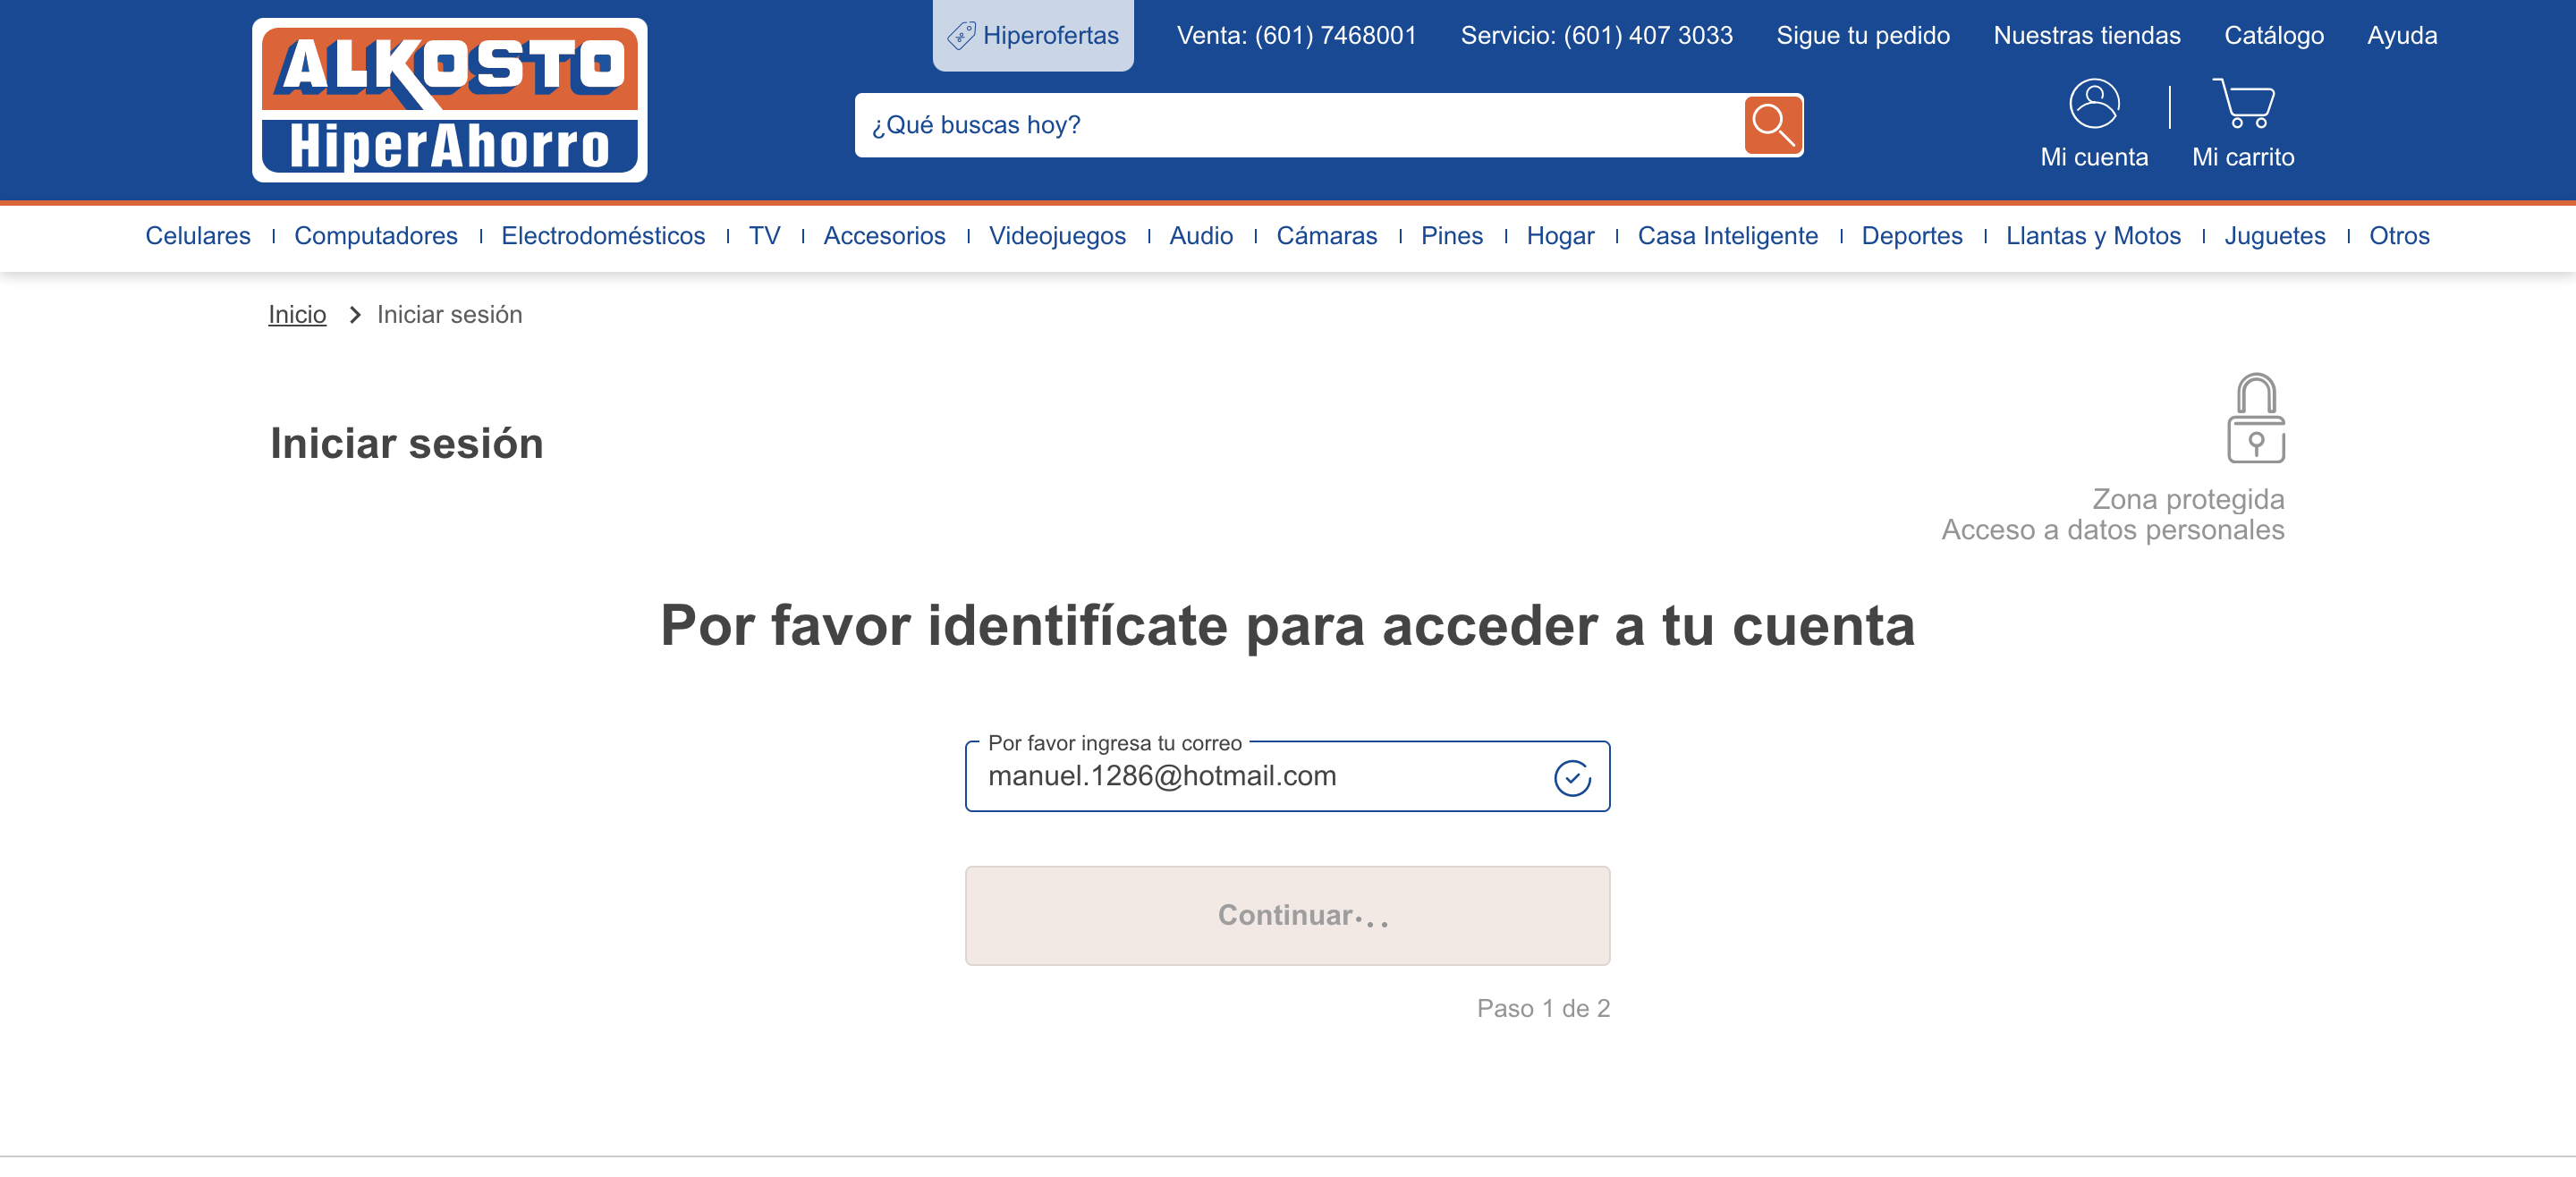 ALKOSTO
HiperAhorro
Hiperofertas
Venta: (601) 7468001
Servicio: (601) 407 3033
Sigue tu pedido
Nuestras tiendas
Catálogo
Ayuda
¿Qué buscas hoy?
Mi cuenta
Mi carrito
Celulares
Computadores
Electrodomésticos
TV
Accesorios
Videojuegos
Audio
Cámaras
Pines
Hogar
Casa Inteligente
Deportes
Llantas y Motos
Juguetes
Otros
Inicio
Iniciar sesión
Iniciar sesión
Zona protegida
Acceso a datos personales
Por favor identifícate para acceder a tu cuenta
Por favor ingresa tu correo
manuel.1286@hotmail.com
Continuar...
Paso 1 de 2